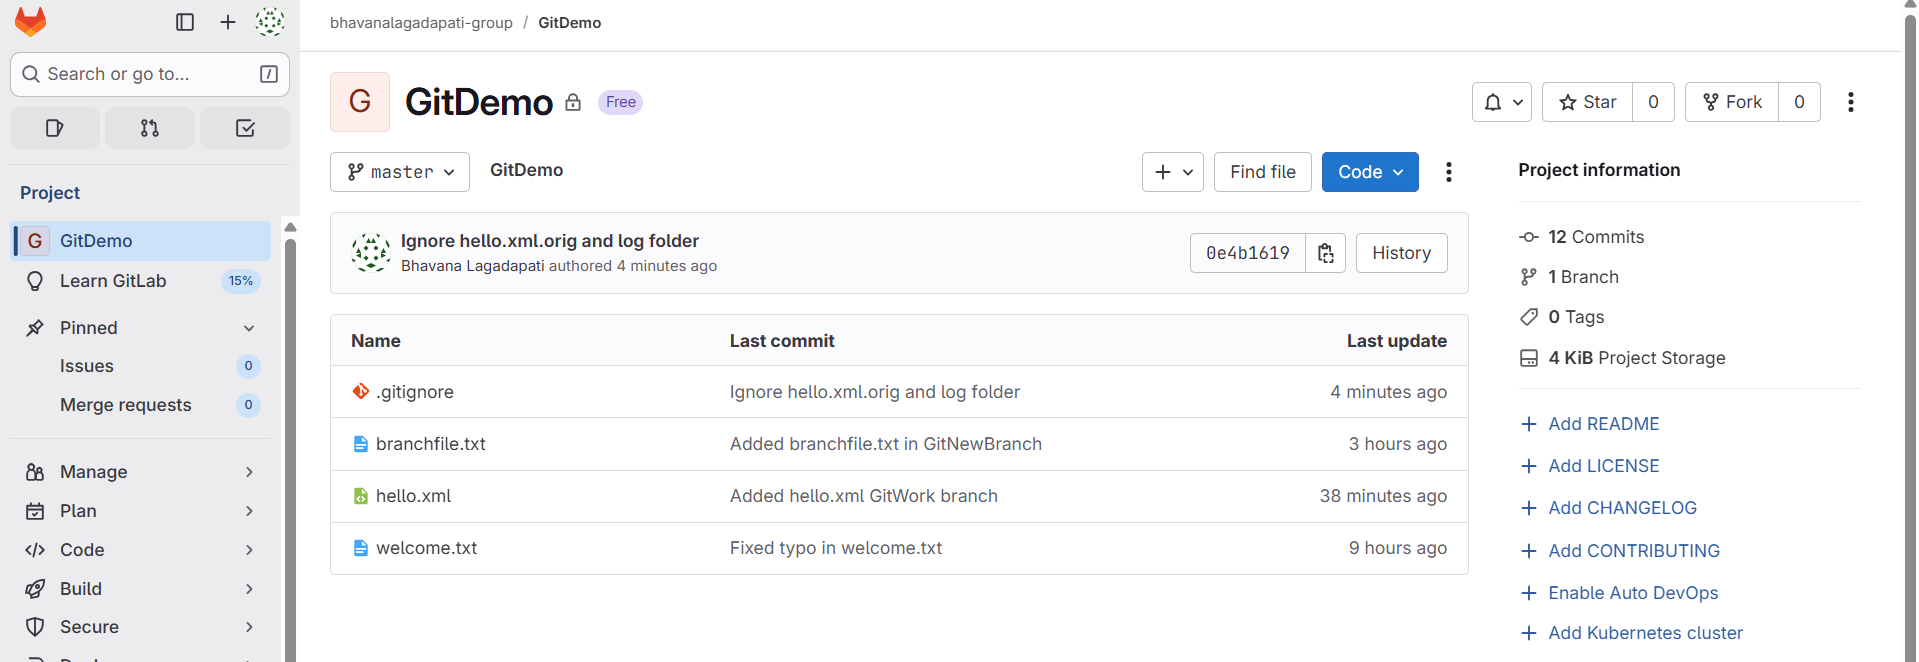 bhavanalagadapati-group / GitDemo
Search or go to... /
Project
G GitDemo
Learn GitLab 15%
Pinned
Issues 0
Merge requests 0
Manage
Plan
Code
Build
Secure
G GitDemo Free
Star 0 Fork 0
master GitDemo Find file Code
Ignore hello.xml.orig and log folder
Bhavana Lagadapati authored 4 minutes ago
0e4b1619 History
Name Last commit Last update
.gitignore Ignore hello.xml.orig and log folder 4 minutes ago
branchfile.txt Added branchfile.txt in GitNewBranch 3 hours ago
hello.xml Added hello.xml GitWork branch 38 minutes ago
welcome.txt Fixed typo in welcome.txt 9 hours ago
Project information
12 Commits
1 Branch
0 Tags
4 KiB Project Storage
Add README
Add LICENSE
Add CHANGELOG
Add CONTRIBUTING
Enable Auto DevOps
Add Kubernetes cluster